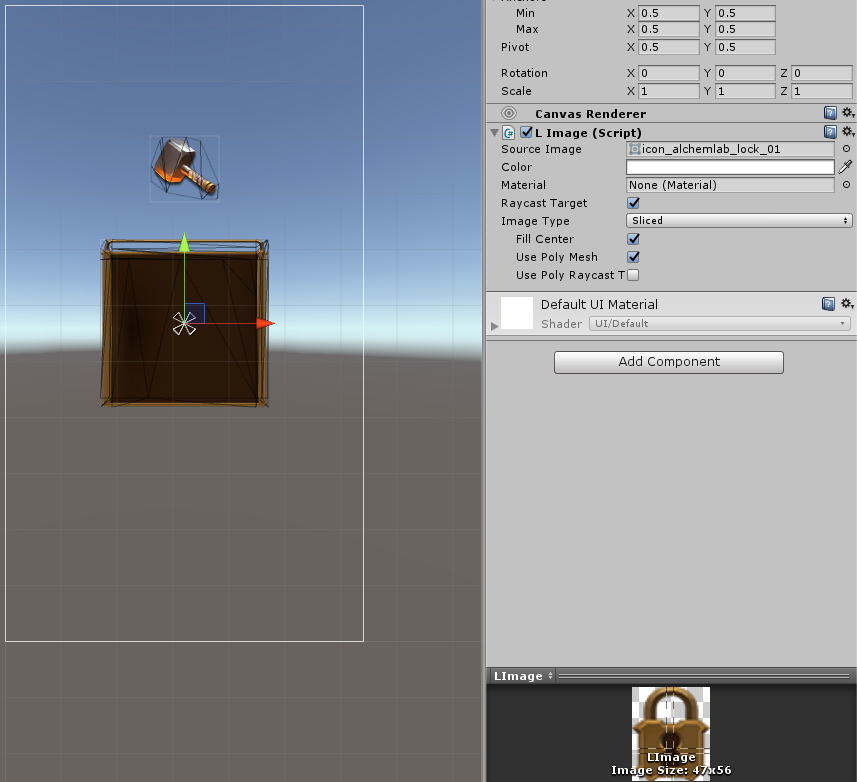 Min X 0.5 Y 0.5
Max X 0.5 Y 0.5
Pivot X 0.5 Y 0.5
Rotation X 0 Y 0 Z 0
Scale X 1 Y 1 Z 1
Canvas Renderer
L Image (Script)
Source Image icon_alchemlab_lock_01
Color
Material None (Material)
Raycast Target
Image Type Sliced
Fill Center
Use Poly Mesh
Use Poly Raycast T
Default UI Material
Shader UI/Default
Add Component
LImage
LImage
Image Size: 47x56